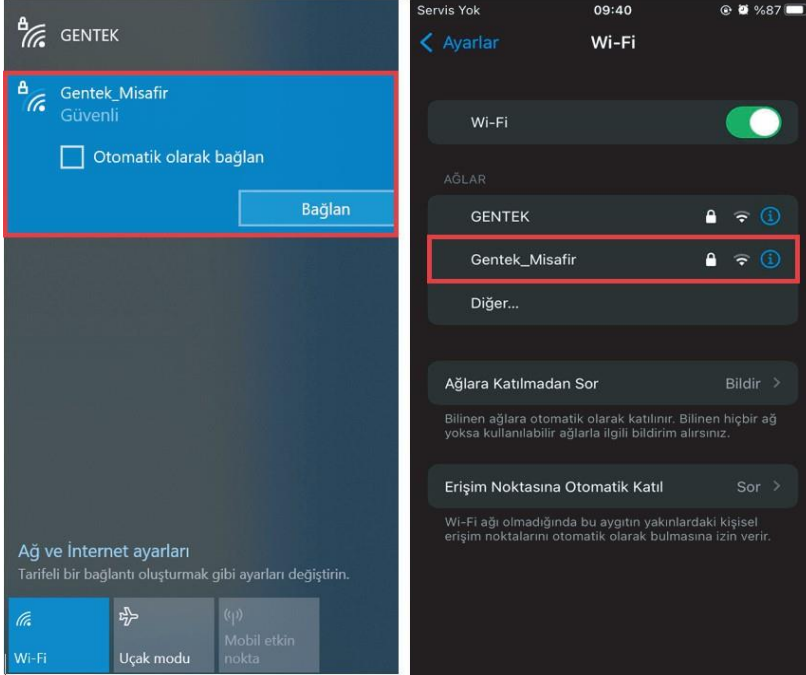 GENTEK
Gentek_Misafir
Güvenli
Otomatik olarak bağlan
Bağlan
Ağ ve İnternet ayarları
Tarifeli bir bağlantı oluşturmak gibi ayarları değiştirin.
Wi-Fi
Uçak modu
Mobil etkin
nokta
Servis Yok 09:40 %87
Ayarlar Wi-Fi
Wi-Fi
AĞLAR
GENTEK
Gentek_Misafir
Diğer...
Ağlara Katılmadan Sor Bildir
Bilinen ağlara otomatik olarak katılınır. Bilinen hiçbir ağ
yoksa kullanılabilir ağlarla ilgili bildirim alırsınız.
Erişim Noktasına Otomatik Katıl Sor
Wi-Fi ağı olmadığında bu aygıtın yakınlardaki kişisel
erişim noktalarını otomatik olarak bulmasına izin verir.